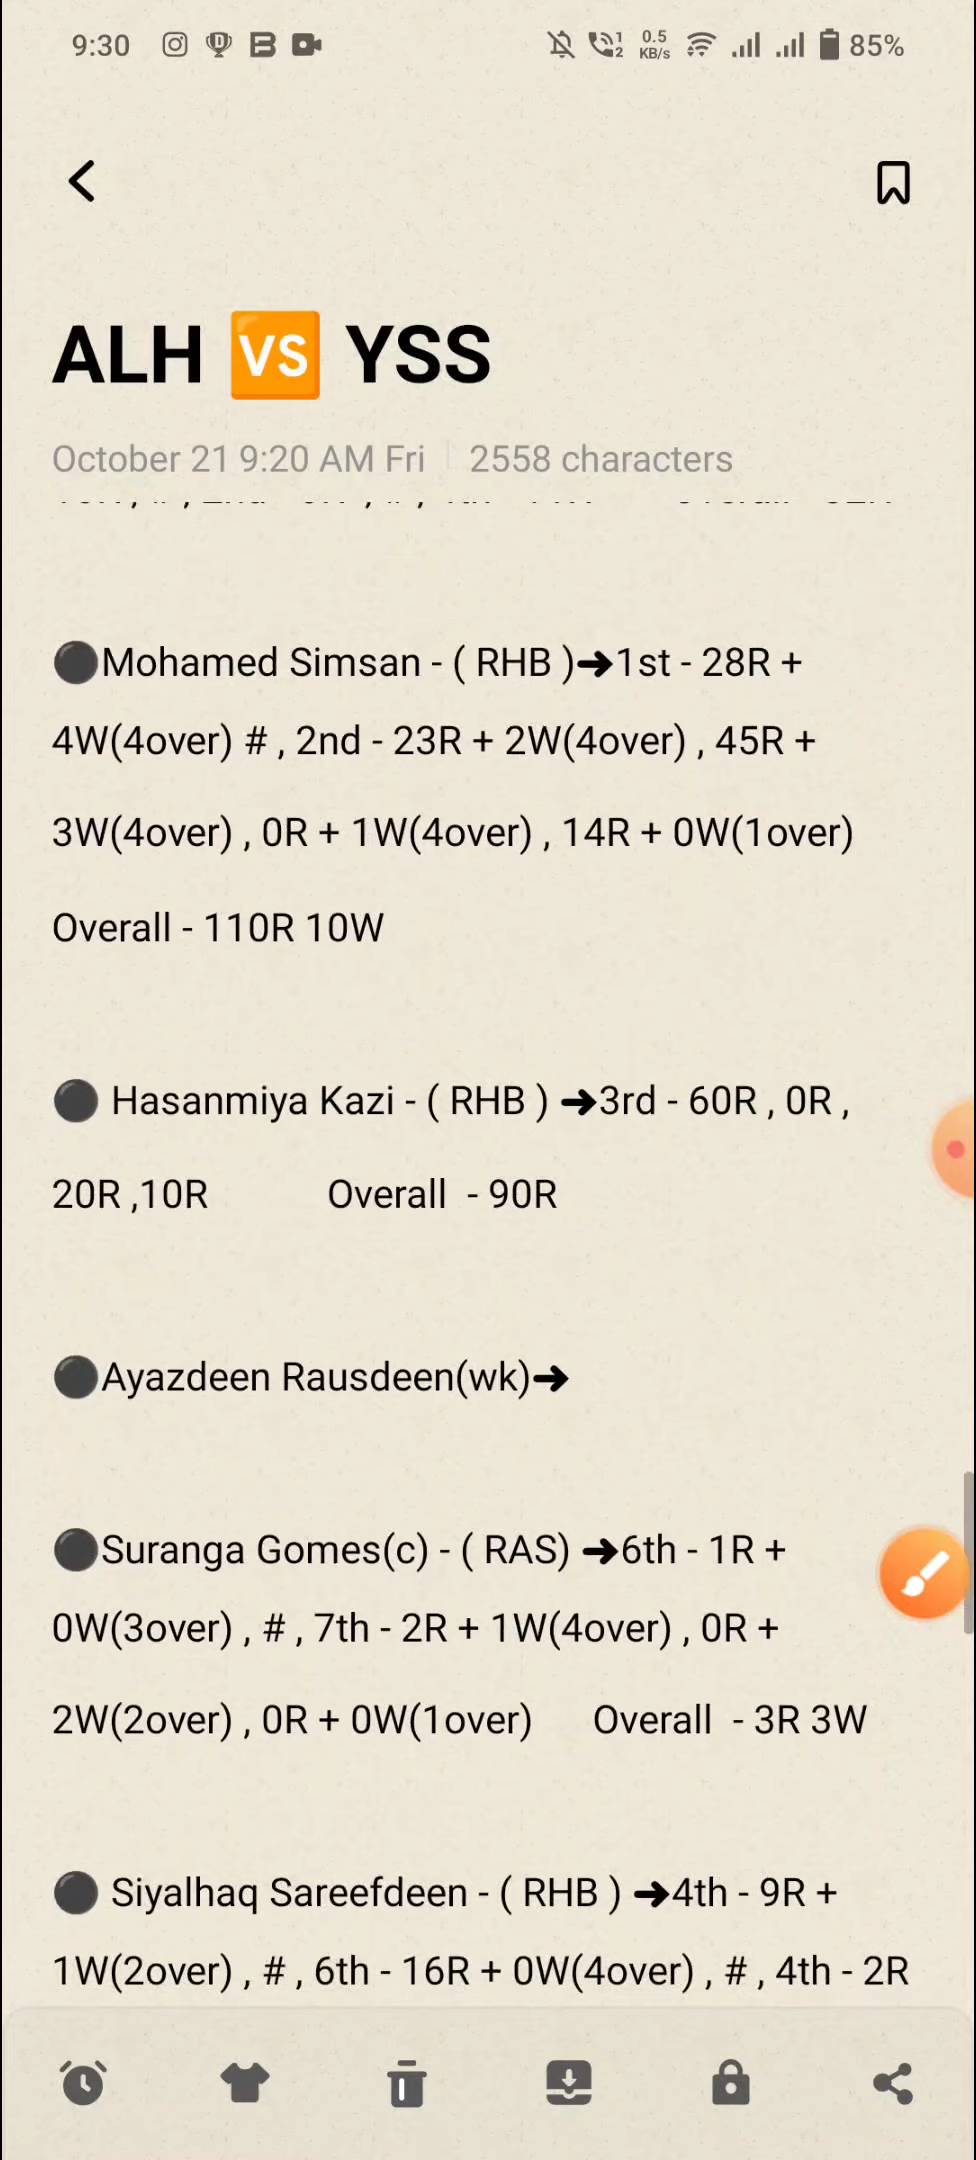 9:30 0.5 KB/s 85%
ALH VS YSS
October 21 9:20 AM Fri | 2558 characters
Mohamed Simsan - ( RHB )➔1st - 28R +
4W(4over) # , 2nd - 23R + 2W(4over) , 45R +
3W(4over) , 0R + 1W(4over) , 14R + 0W(1over)
Overall - 110R 10W
Hasanmiya Kazi - ( RHB ) ➔3rd - 60R , 0R ,
20R ,10R Overall - 90R
Ayazdeen Rausdeen(wk)➔
Suranga Gomes(c) - ( RAS) ➔6th - 1R +
0W(3over) , # , 7th - 2R + 1W(4over) , 0R +
2W(2over) , 0R + 0W(1over) Overall - 3R 3W
Siyalhaq Sareefdeen - ( RHB ) ➔4th - 9R +
1W(2over) , # , 6th - 16R + 0W(4over) , # , 4th - 2R